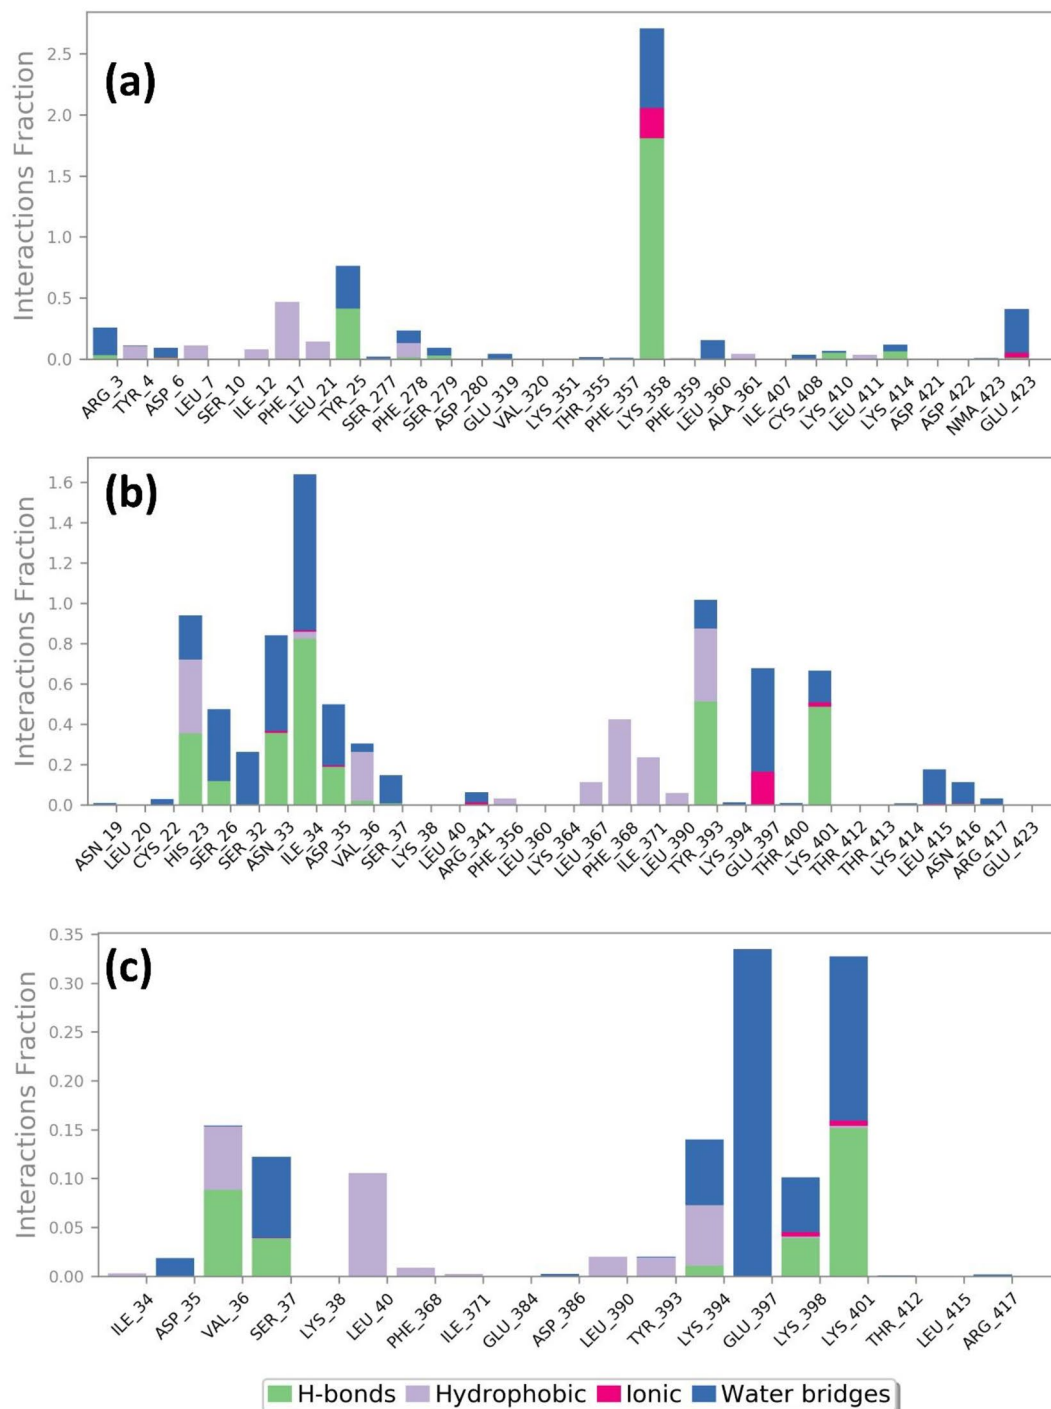 (a)
Interactions Fraction
2.5
2.0
1.5
1.0
0.5
0.0
ARG_3
TYR_4
ASP_6
LEU_7
SER_10
ILE_12
PHE_17
LEU_21
TYR_25
SER_277
PHE_278
SER_279
ASP_280
GLU_319
VAL_320
LYS_351
THR_355
PHE_357
LYS_358
PHE_359
LEU_360
ALA_361
ILE_407
CYS_408
LYS_410
LEU_411
LYS_414
ASP_421
ASP_422
NMA_423
GLU_423
(b)
Interactions Fraction
1.6
1.4
1.2
1.0
0.8
0.6
0.4
0.2
0.0
ASN_19
LEU_20
CYS_22
HIS_23
SER_26
SER_32
ASN_33
ILE_34
ASP_35
VAL_36
SER_37
LYS_38
LEU_40
ARG_341
PHE_356
LEU_360
LYS_364
LEU_367
PHE_368
ILE_371
LEU_390
TYR_393
LYS_394
GLU_397
THR_400
LYS_401
THR_412
THR_413
LYS_414
LEU_415
ASN_416
ARG_417
GLU_423
(c)
Interactions Fraction
0.35
0.30
0.25
0.20
0.15
0.10
0.05
0.00
ILE_34
ASP_35
VAL_36
SER_37
LYS_38
LEU_40
PHE_368
ILE_371
GLU_384
ASP_386
LEU_390
TYR_393
LYS_394
GLU_397
LYS_398
LYS_401
THR_412
LEU_415
ARG_417
H-bonds Hydrophobic Ionic Water bridges